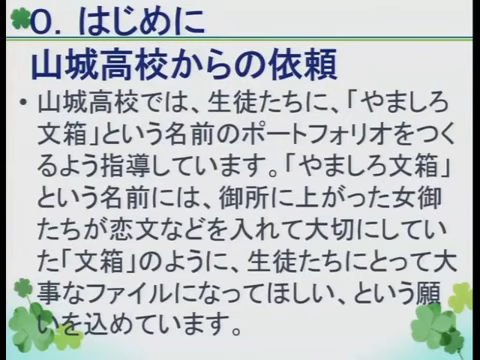 ０．はじめに
山城高校からの依頼
• 山城高校では、生徒たちに、「やましろ
文箱」という名前のポートフォリオをつく
るよう指導しています。「やましろ文箱」
という名前には、御所に上がった女御
たちが恋文などを入れて大切にしてい
た「文箱」のように、生徒たちにとって大
事なファイルになってほしい、という願
いを込めています。